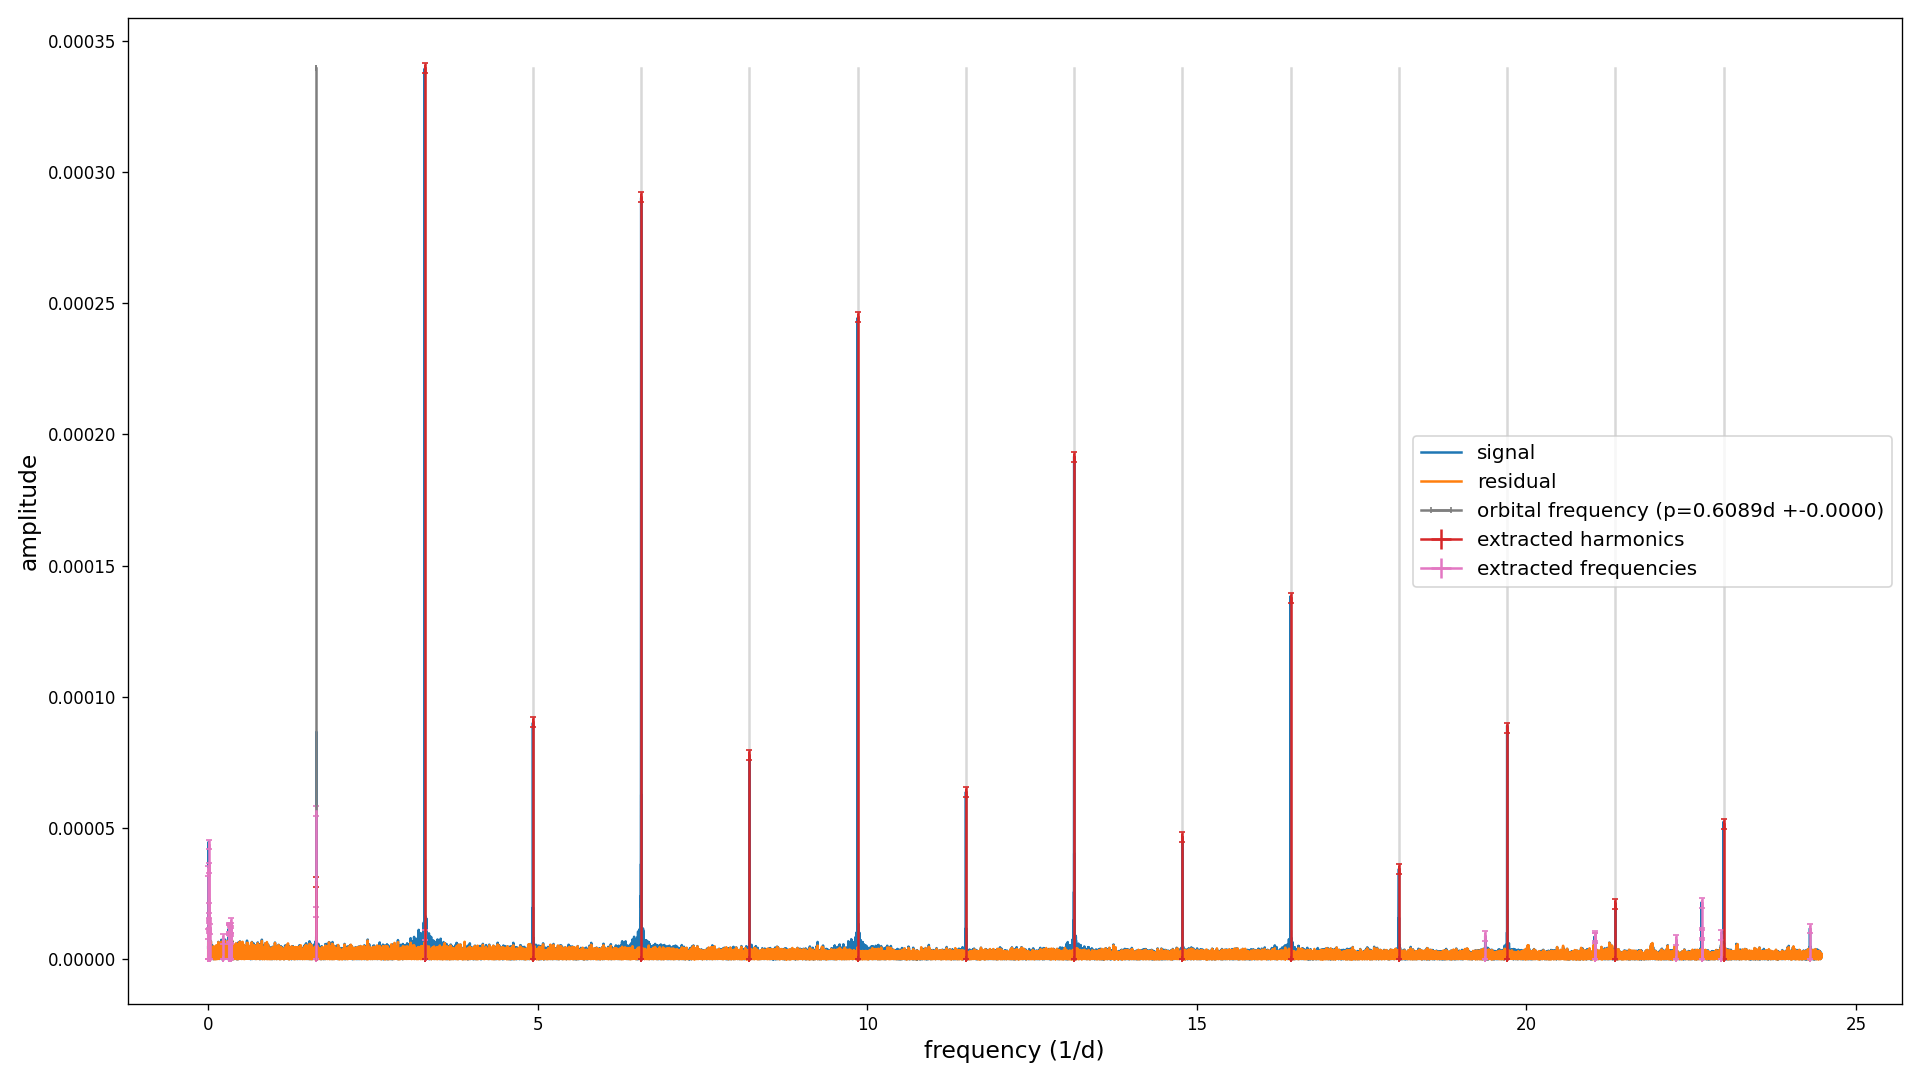 0.00035
0.00030
0.00025
0.00020
0.00015
0.00010
0.00005
0.00000
amplitude
signal
residual
orbital frequency (p=0.6089d +-0.0000)
extracted harmonics
extracted frequencies
0 5 10 15 20 25
frequency (1/d)